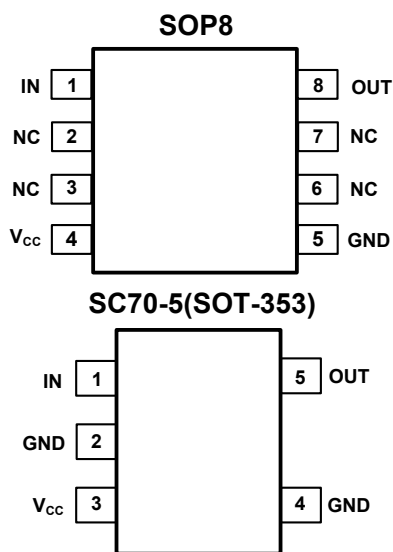 SOP8
IN 1 8 OUT
NC 2 7 NC
NC 3 6 NC
VCC 4 5 GND
SC70-5(SOT-353)
IN 1 5 OUT
GND 2
VCC 3 4 GND